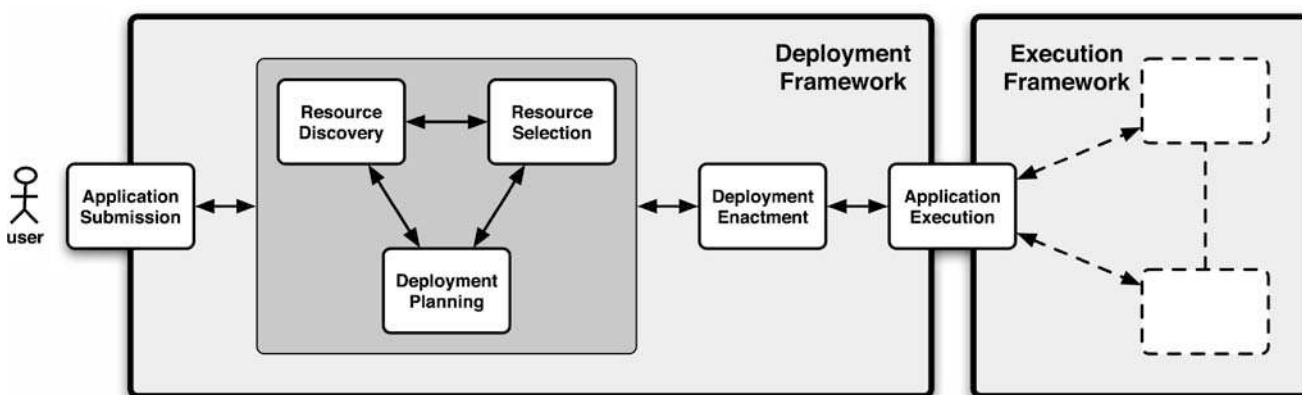 Deployment
Framework
Execution
Framework
Resource
Discovery
Resource
Selection
Application
Submission
Deployment
Enactment
Application
Execution
user
Deployment
Planning